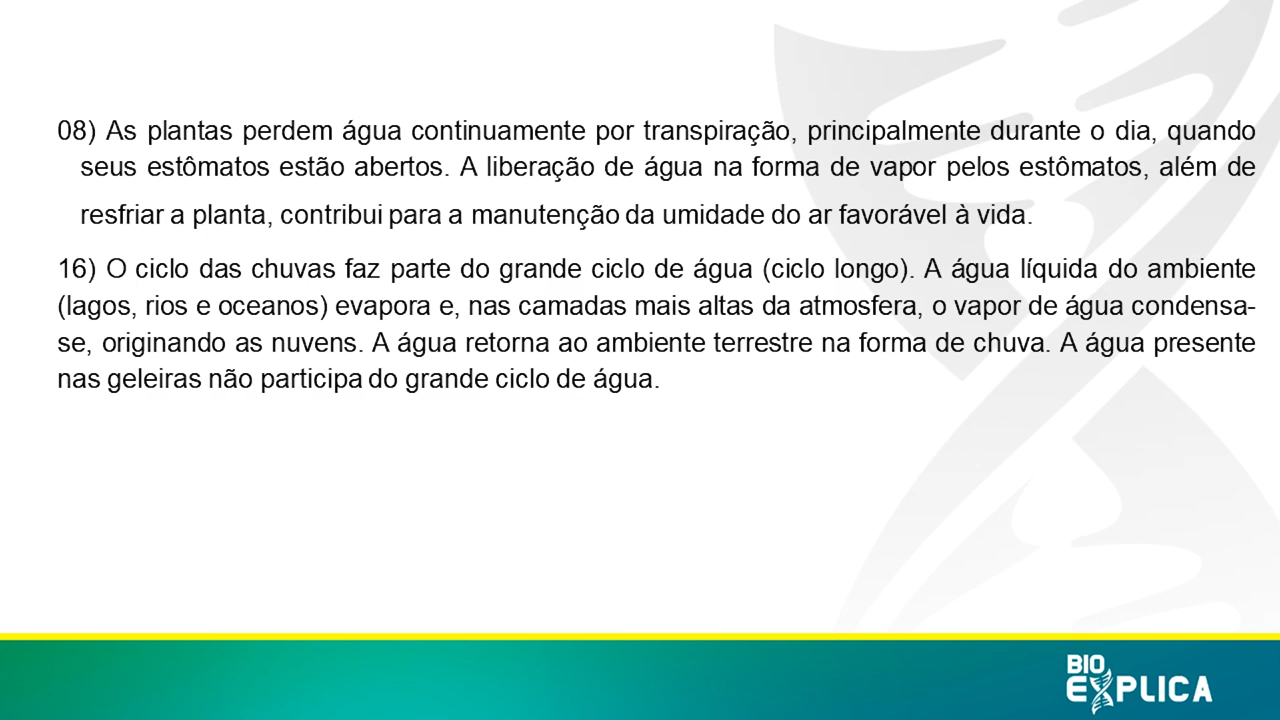 08) As plantas perdem água continuamente por transpiração, principalmente durante o dia, quando
seus estômatos estão abertos. A liberação de água na forma de vapor pelos estômatos, além de
resfriar a planta, contribui para a manutenção da umidade do ar favorável à vida.
16) O ciclo das chuvas faz parte do grande ciclo de água (ciclo longo). A água líquida do ambiente
(lagos, rios e oceanos) evapora e, nas camadas mais altas da atmosfera, o vapor de água condensa-
se, originando as nuvens. A água retorna ao ambiente terrestre na forma de chuva. A água presente
nas geleiras não participa do grande ciclo de água.
BIO
EXPLICA